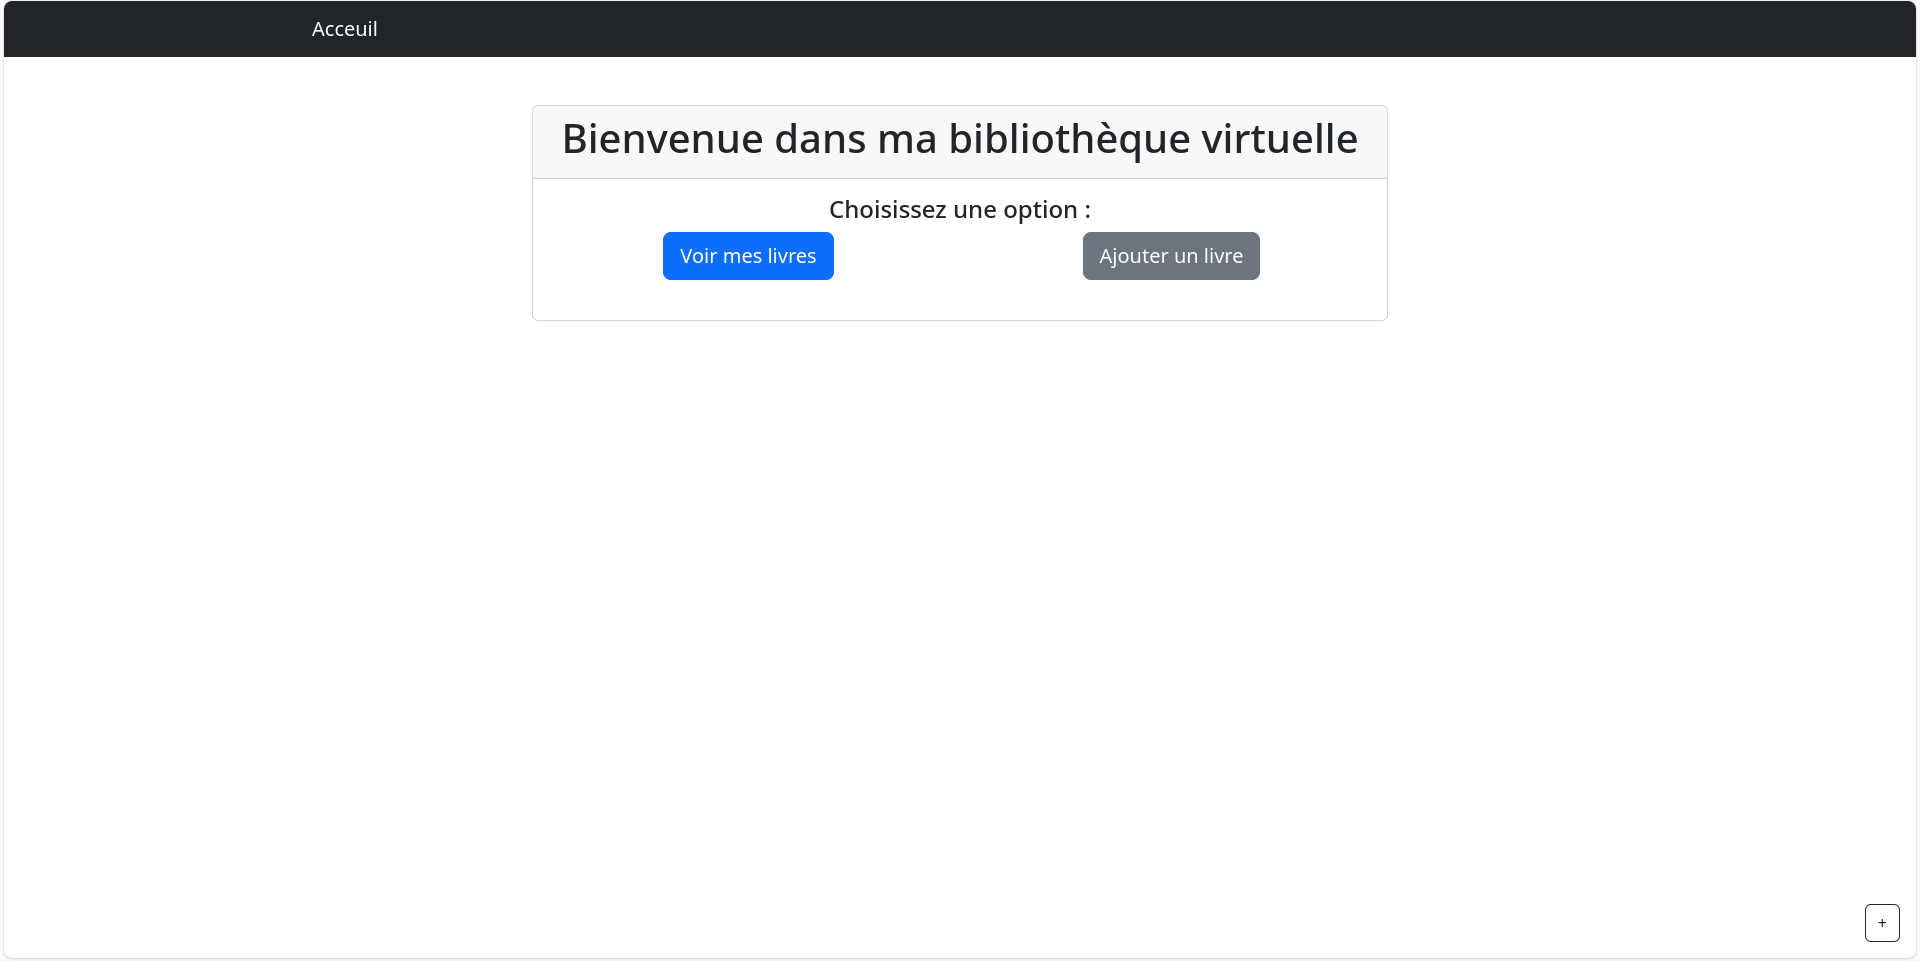 Acceuil
Bienvenue dans ma bibliothèque virtuelle
Choisissez une option :
Voir mes livres
Ajouter un livre
+